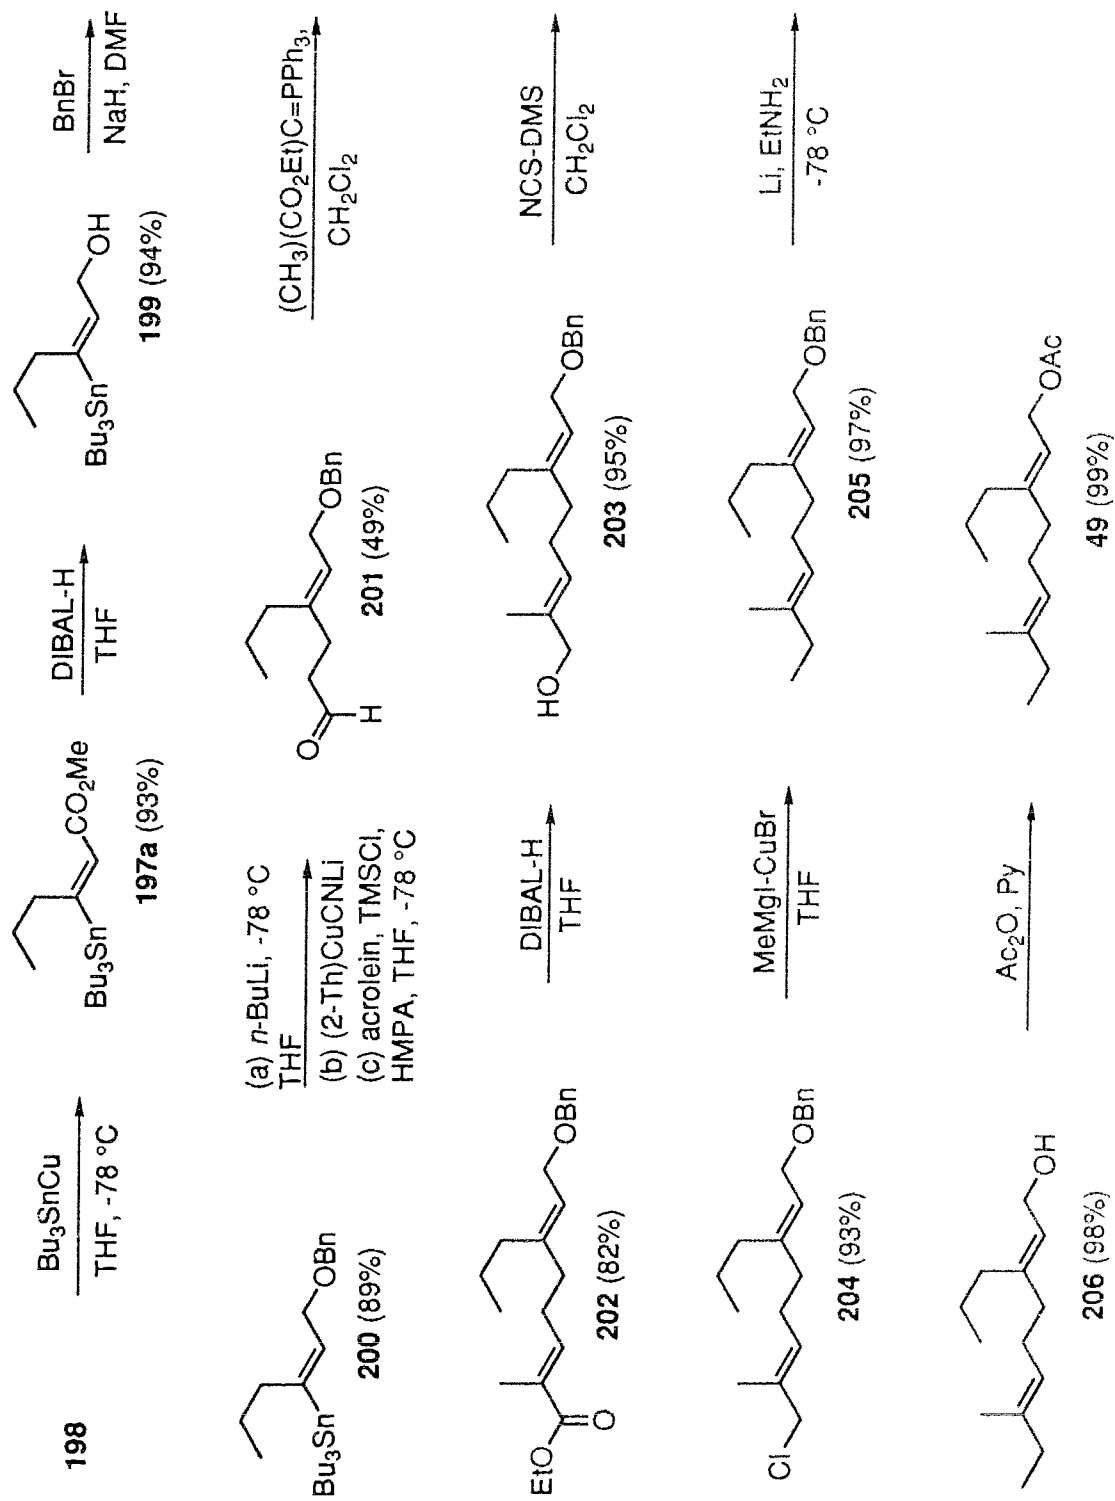 198
Bu₃SnCu
THF, -78 °C
Bu₃Sn
CO₂Me
197a (93%)
DIBAL-H
THF
Bu₃Sn
OH
199 (94%)
BnBr
NaH, DMF
Bu₃Sn
OBn
200 (89%)
(a) n-BuLi, -78 °C
THF
(b) (2-Th)CuCNLi
(c) acrolein, TMSCl,
HMPA, THF, -78 °C
O
H
OBn
201 (49%)
(CH₃)(CO₂Et)C=PPh₃,
CH₂Cl₂
EtO
O
OBn
202 (82%)
DIBAL-H
THF
HO
OBn
203 (95%)
NCS-DMS
CH₂Cl₂
Cl
OBn
204 (93%)
MeMgI-CuBr
THF
OBn
205 (97%)
Li, EtNH₂
-78 °C
OH
206 (98%)
Ac₂O, Py
OAc
49 (99%)